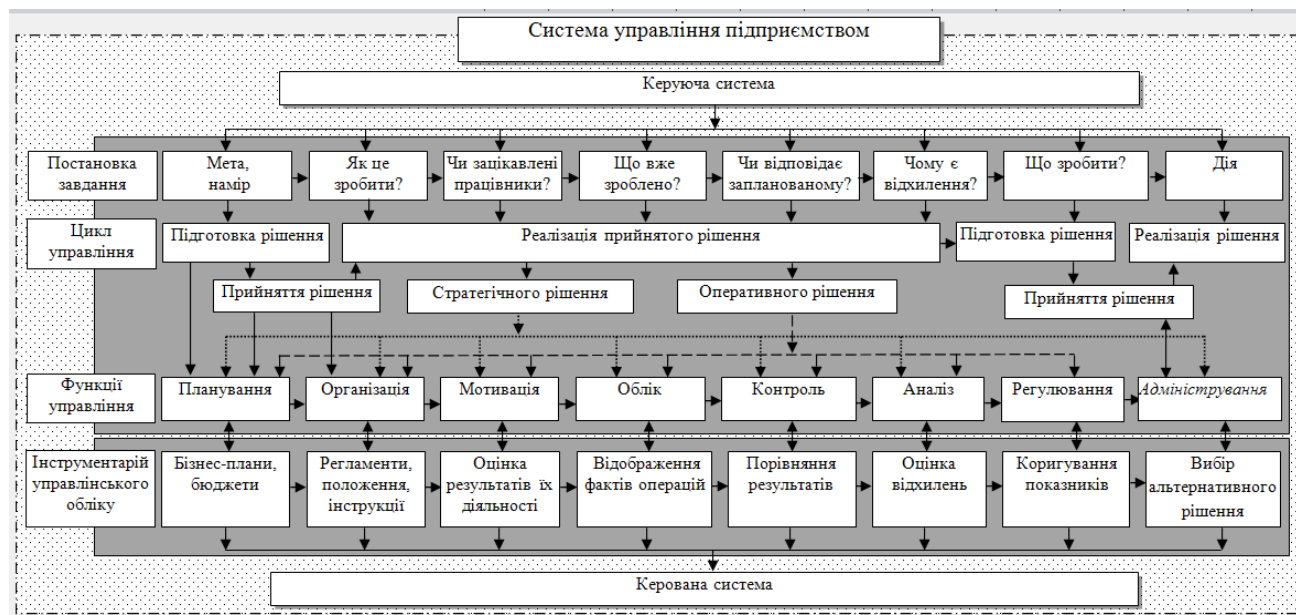 Система управління підприємством
Керуюча система
Постановка
завдання
Мета,
намір
Як це
зробити?
Чи зацікавлені
працівники?
Що вже
зроблено?
Чи відповідає
запланованому?
Чому є
відхилення?
Що зробити?
Дія
Цикл
управління
Підготовка рішення
Реалізація прийнятого рішення
Підготовка рішення
Реалізація рішення
Прийняття рішення
Стратегічного рішення
Оперативного рішення
Прийняття рішення
Функції
управління
Планування
Організація
Мотивація
Облік
Контроль
Аналіз
Регулювання
Адміністрування
Інструментарій
управлінського
обліку
Бізнес-плани,
бюджети
Регламенти,
положення,
інструкції
Оцінка
результатів їх
діяльності
Відображення
фактів операцій
Порівняння
результатів
Оцінка
відхилень
Коригування
показників
Вибір
альтернативного
рішення
Керована система